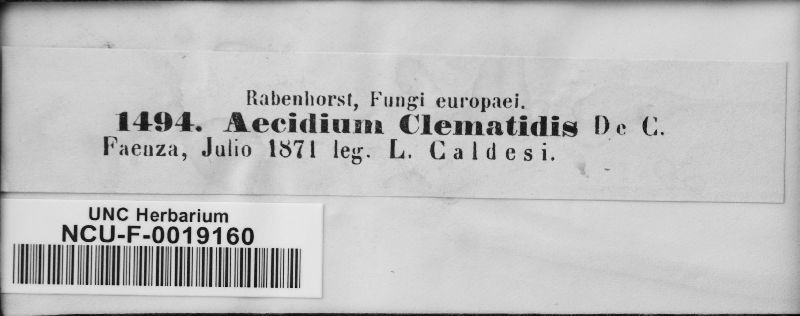 Rabenhorst, Fungi europaei.
1494. Aecidium Clematidis De C.
Faenza, Julio 1871 leg. L. Caldesi.
UNC Herbarium
NCU-F-0019160